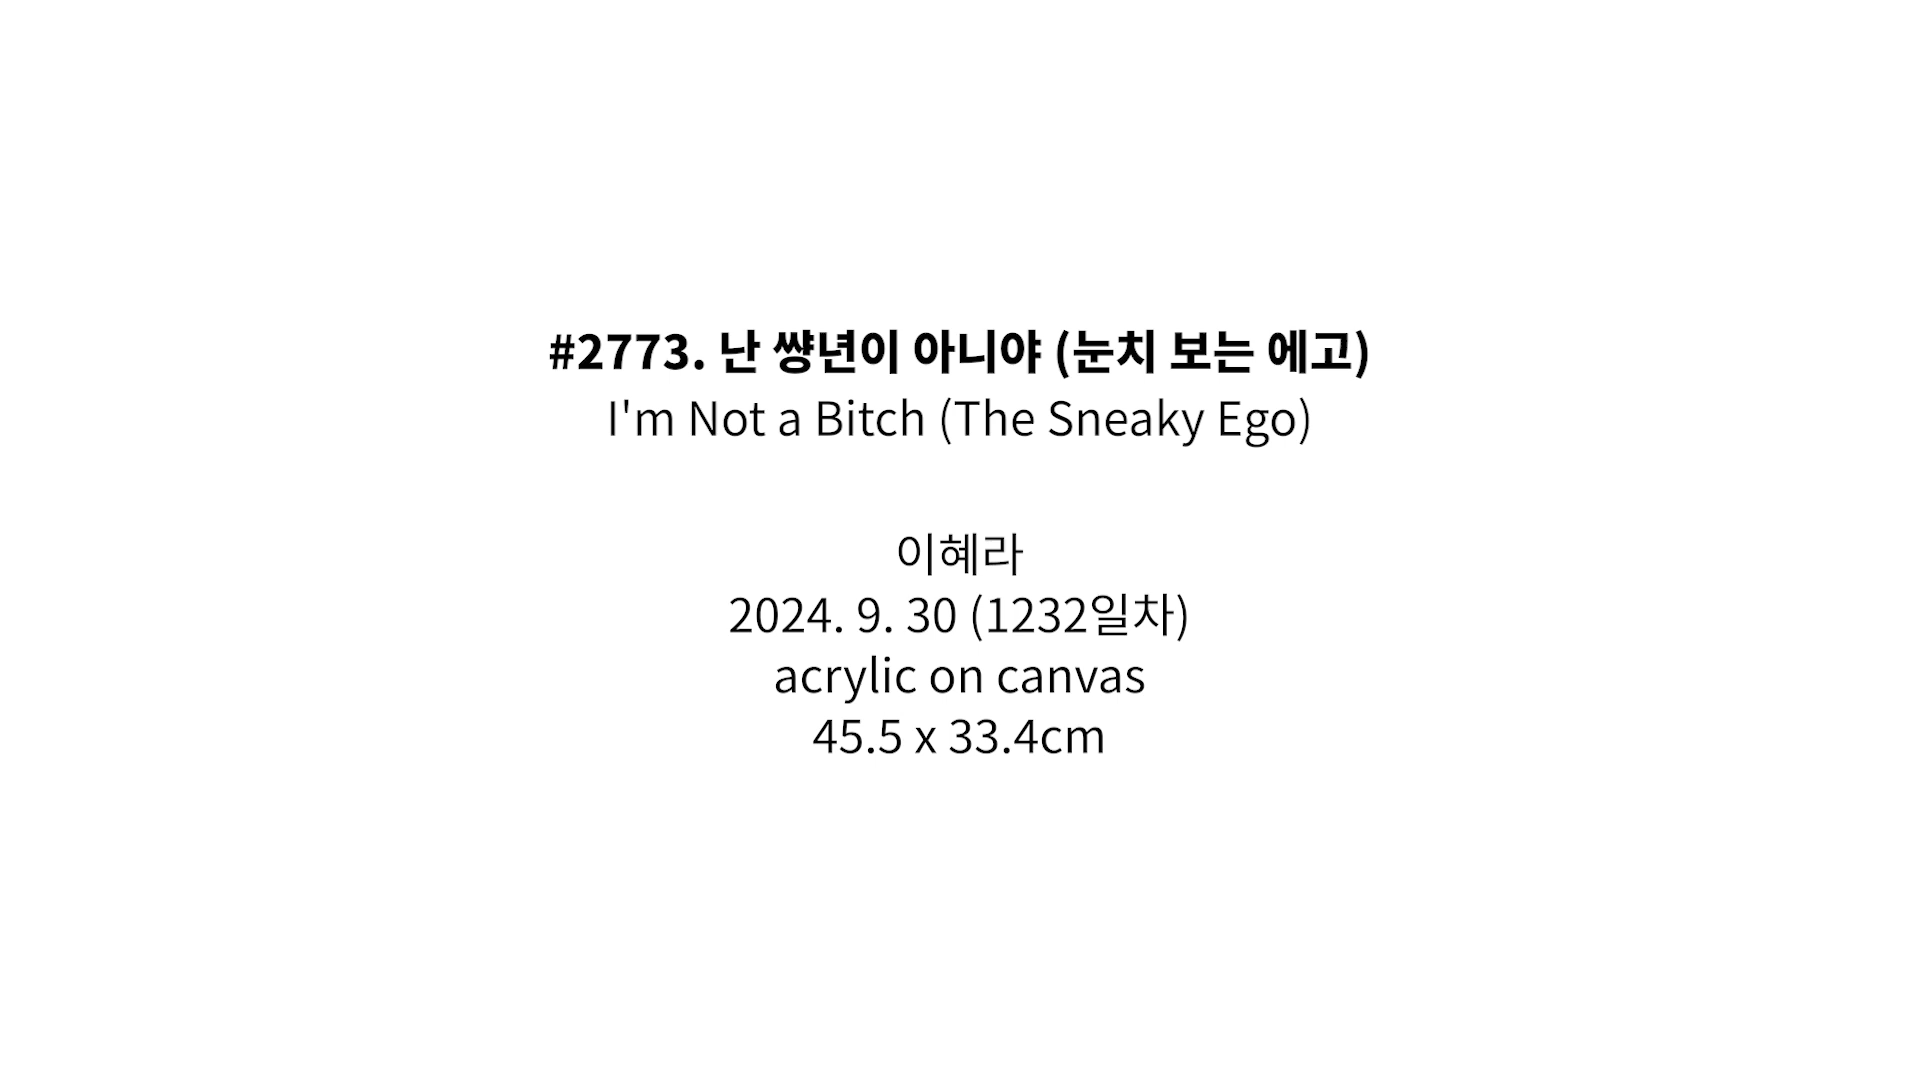 #2773. 난 썅년이 아니야 (눈치 보는 에고)
I'm Not a Bitch (The Sneaky Ego)
이혜라
2024. 9. 30 (1232일차)
acrylic on canvas
45.5 x 33.4cm